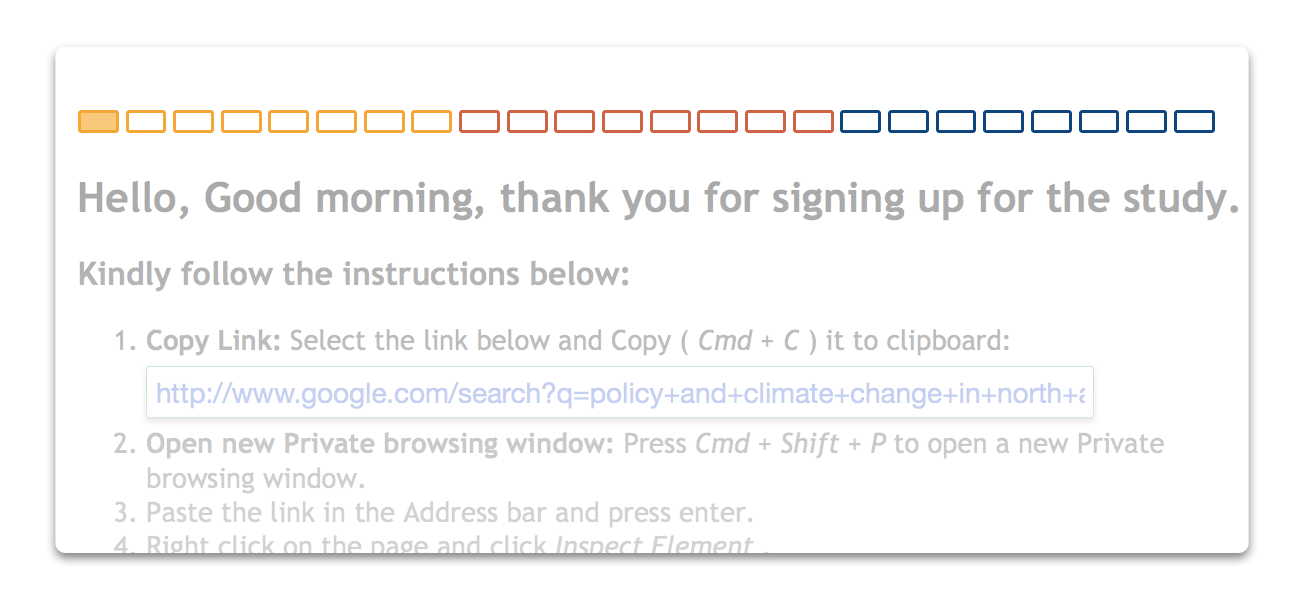 Hello, Good morning, thank you for signing up for the study.
Kindly follow the instructions below:
1. Copy Link: Select the link below and Copy ( Cmd + C ) it to clipboard:
http://www.google.com/search?q=policy+and+climate+change+in+north+a
2. Open new Private browsing window: Press Cmd + Shift + P to open a new Private
browsing window.
3. Paste the link in the Address bar and press enter.
4. Right click on the page and click Inspect Element .